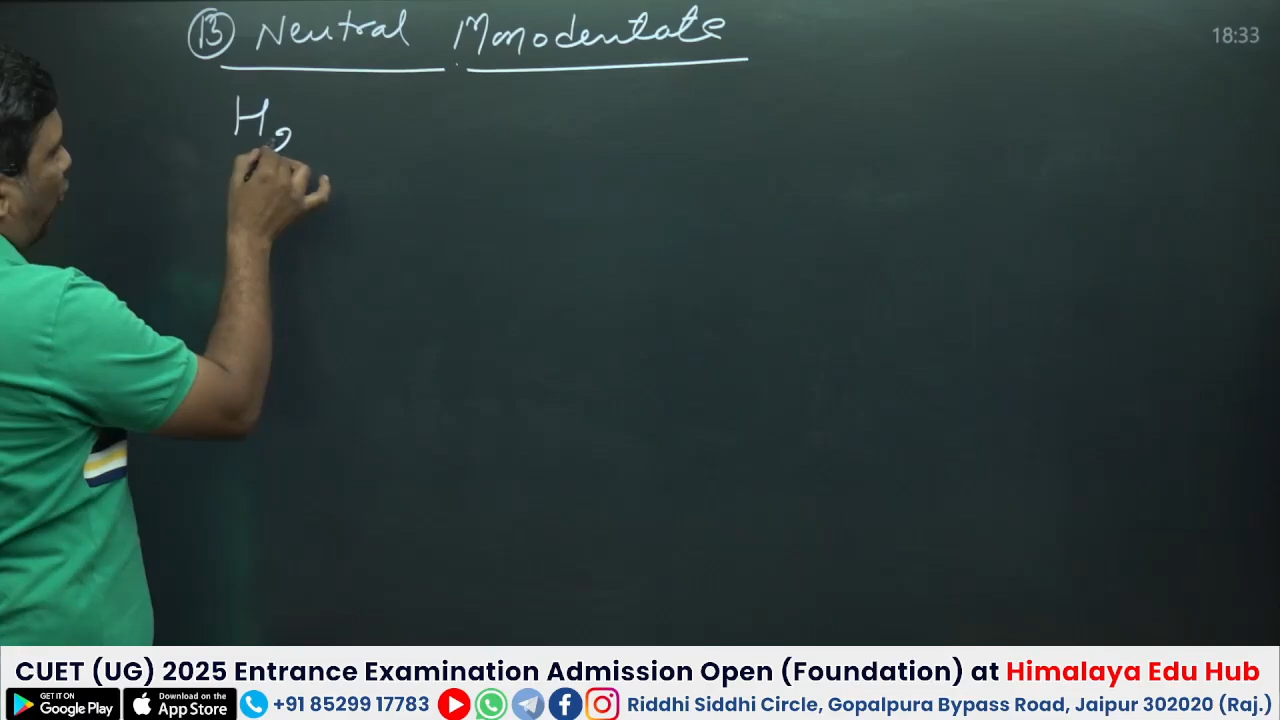 (B) Neutral Monodentate
18:33
H2
CUET (UG) 2025 Entrance Examination Admission Open (Foundation) at Himalaya Edu Hub
GET IT ON Google Play Download on the App Store +91 85299 17783 Riddhi Siddhi Circle, Gopalpura Bypass Road, Jaipur 302020 (Raj.)